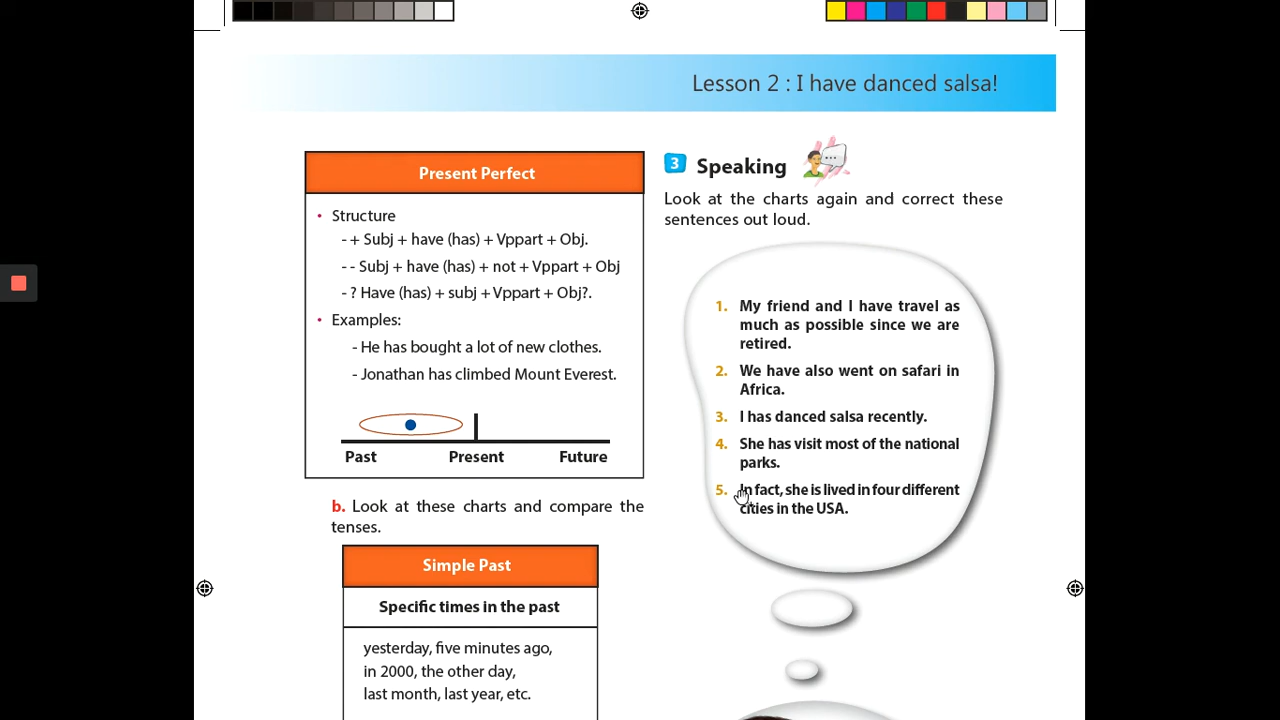 Lesson 2 : I have danced salsa!
Present Perfect
• Structure
- + Subj + have (has) + Vppart + Obj.
- - Subj + have (has) + not + Vppart + Obj
- ? Have (has) + subj + Vppart + Obj?.
• Examples:
- He has bought a lot of new clothes.
- Jonathan has climbed Mount Everest.
Past Present Future
b. Look at these charts and compare the
tenses.
Simple Past
Specific times in the past
yesterday, five minutes ago,
in 2000, the other day,
last month, last year, etc.
3 Speaking
Look at the charts again and correct these
sentences out loud.
1. My friend and I have travel as
much as possible since we are
retired.
2. We have also went on safari in
Africa.
3. I has danced salsa recently.
4. She has visit most of the national
parks.
5. In fact, she is lived in four different
cities in the USA.